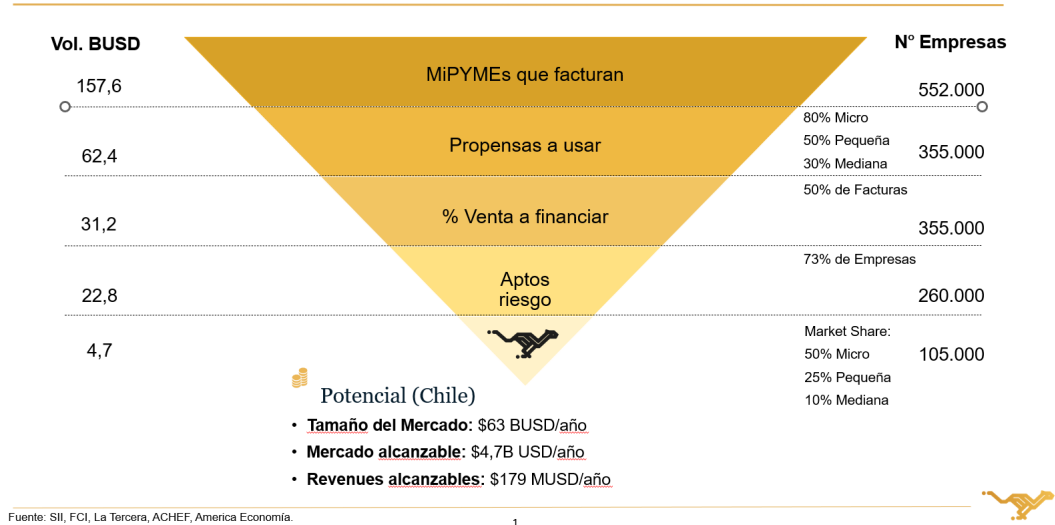 Vol. BUSD
N° Empresas
MiPYMEs que facturan
157,6
552.000
80% Micro
50% Pequeña
30% Mediana
Propensas a usar
62,4
355.000
50% de Facturas
% Venta a financiar
31,2
355.000
73% de Empresas
Aptos
riesgo
22,8
260.000
Market Share:
50% Micro
25% Pequeña
10% Mediana
4,7
105.000
Potencial (Chile)
• Tamaño del Mercado: $63 BUSD/año
• Mercado alcanzable: $4,7B USD/año
• Revenues alcanzables: $179 MUSD/año
Fuente: SII, FCI, La Tercera, ACHEF, America Economía.
1